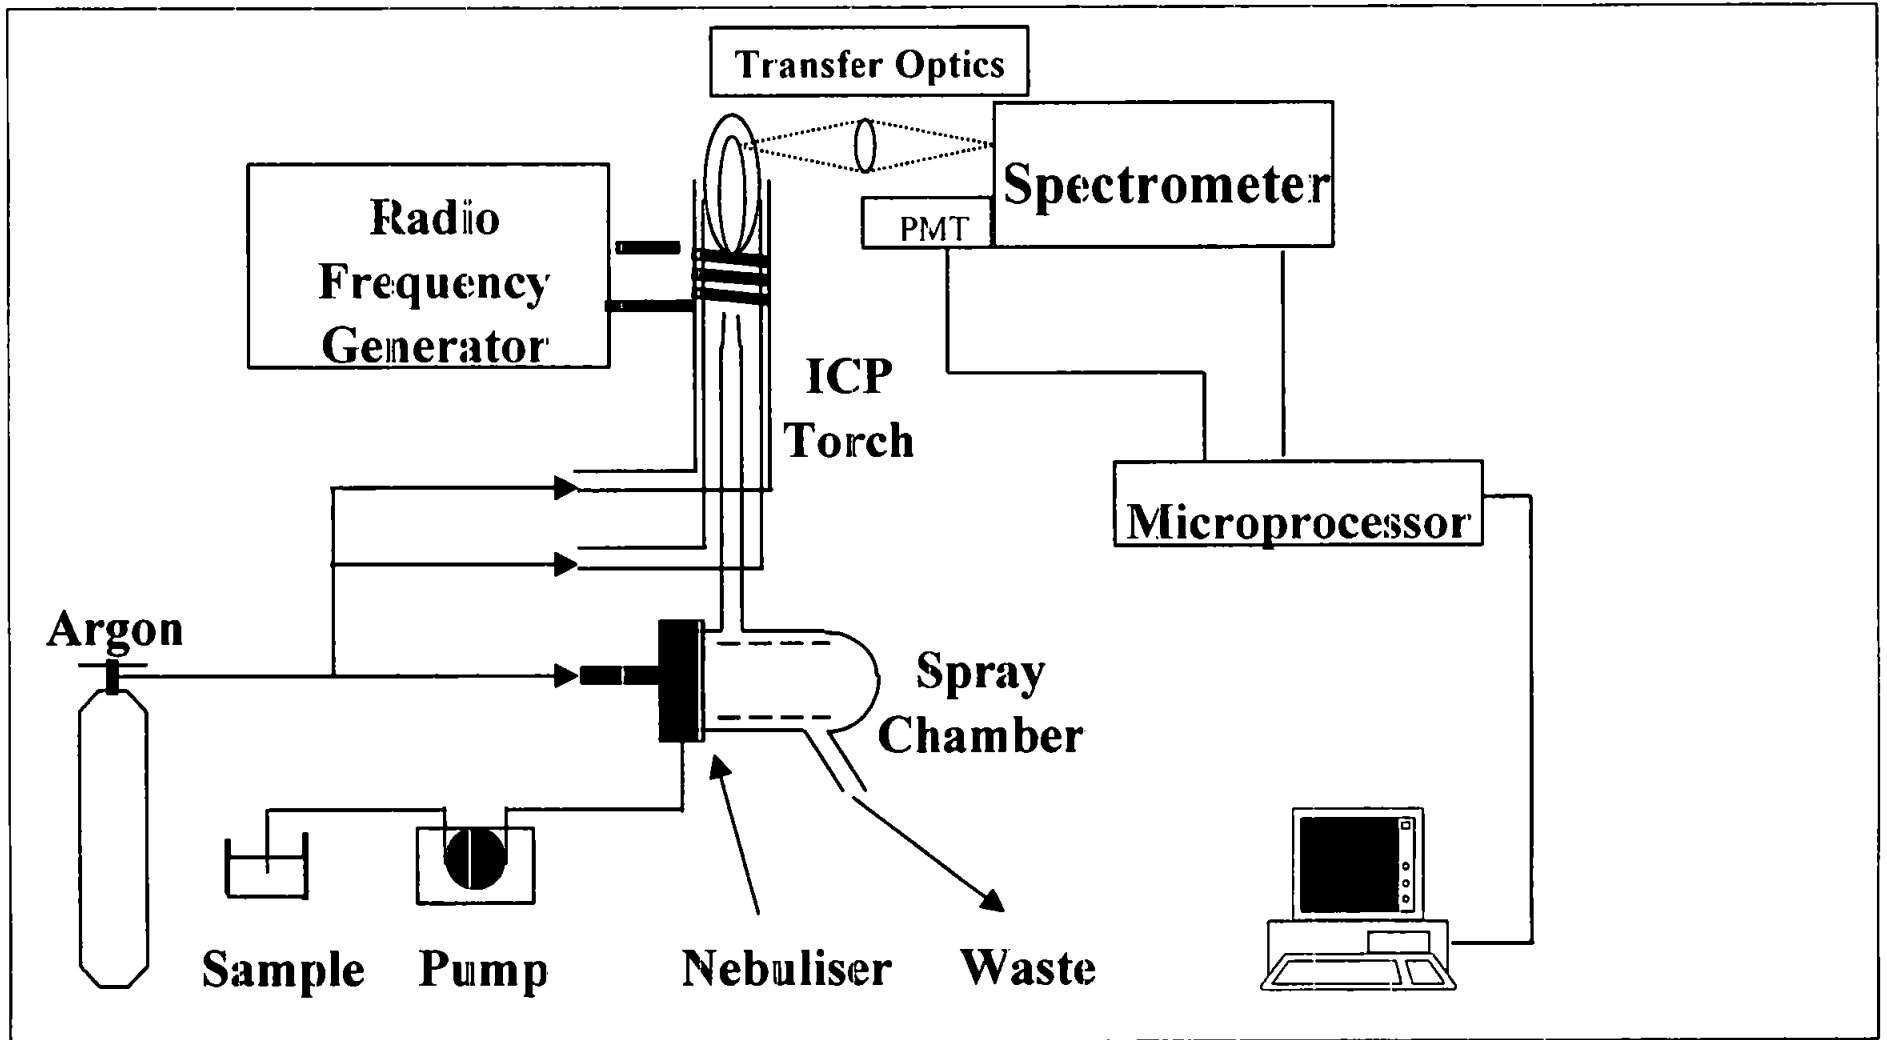 Transfer Optics
Spectrometer
PMT
Radio
Frequency
Generator
ICP
Torch
Microprocessor
Argon
Spray
Chamber
Sample
Pump
Nebuliser
Waste